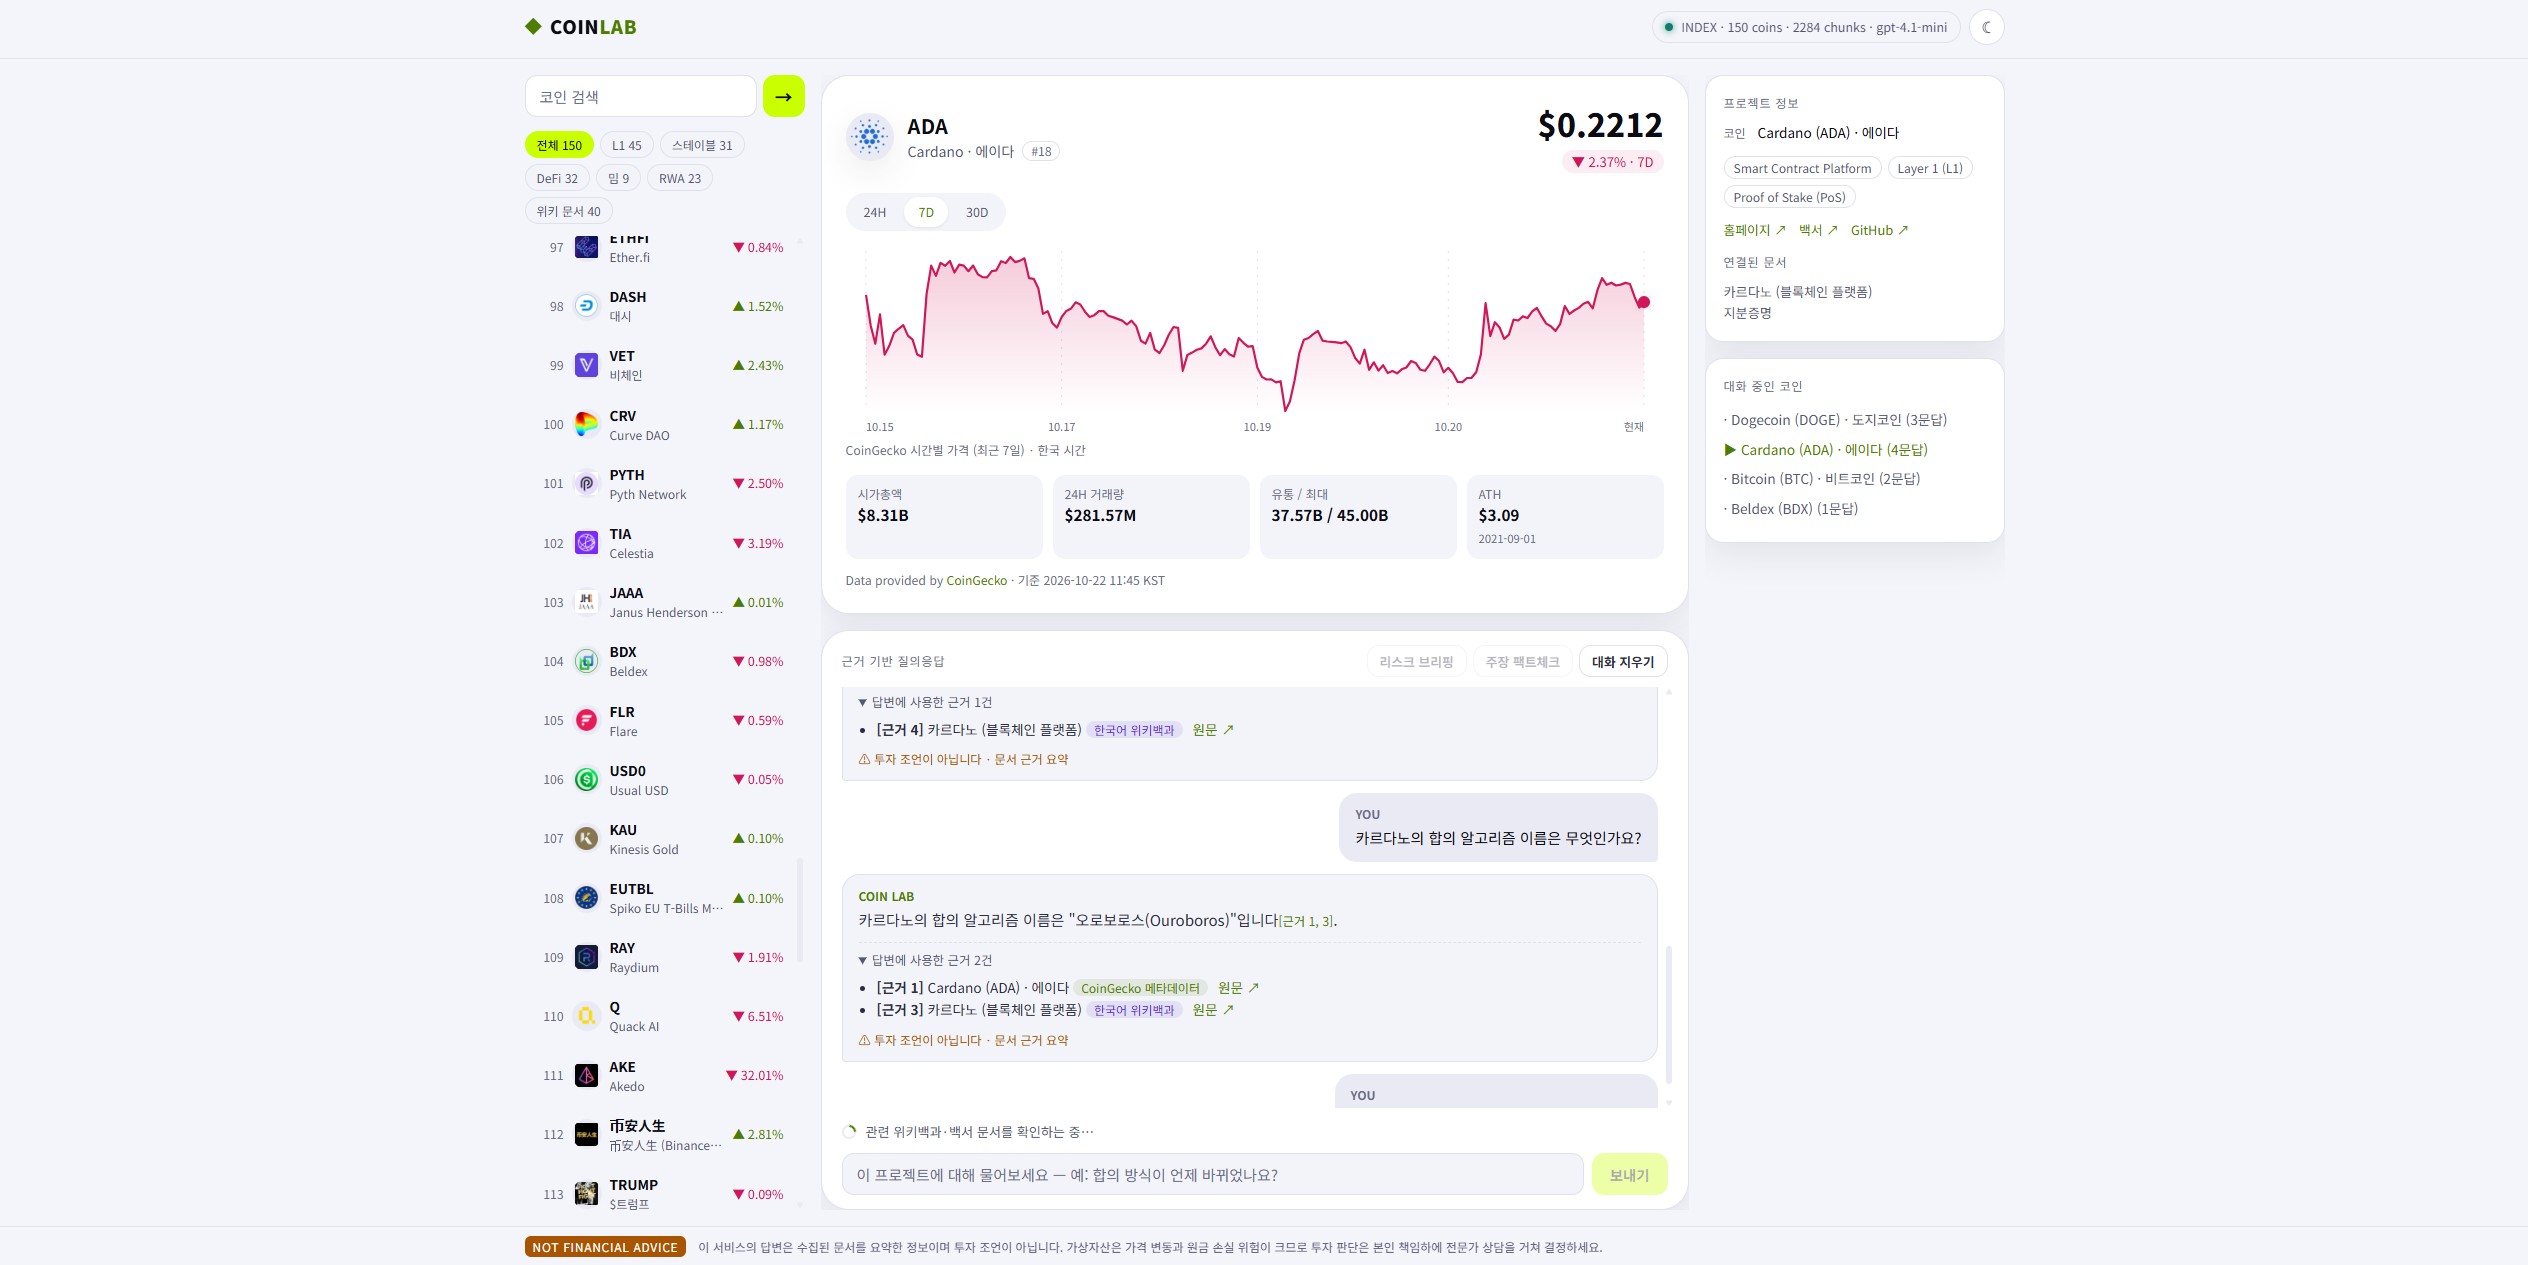 COINLAB
INDEX · 150 coins · 2284 chunks · gpt-4.1-mini
코인 검색
→
전체 150
L1 45
스테이블 31
DeFi 32
밈 9
RWA 23
위키 문서 40
97 ETHFI ▼ 0.84%
Ether.fi
98 DASH ▲ 1.52%
대시
99 VET ▲ 2.43%
비체인
100 CRV ▲ 1.17%
Curve DAO
101 PYTH ▼ 2.50%
Pyth Network
102 TIA ▼ 3.19%
Celestia
103 JAAA ▲ 0.01%
Janus Henderson ···
104 BDX ▼ 0.98%
Beldex
105 FLR ▼ 0.59%
Flare
106 USD0 ▼ 0.05%
Usual USD
107 KAU ▲ 0.10%
Kinesis Gold
108 EUTBL ▲ 0.10%
Spiko EU T-Bills M···
109 RAY ▼ 1.91%
Raydium
110 Q ▼ 6.51%
Quack AI
111 AKE ▼ 32.01%
Akedo
112 币安人生 ▲ 2.81%
币安人生 (Binance···
113 TRUMP ▼ 0.09%
$트럼프
ADA
Cardano · 에이다 #18
$0.2212
▼ 2.37% · 7D
24H 7D 30D
10.15 10.17 10.19 10.20 현재
CoinGecko 시간별 가격 (최근 7일) · 한국 시간
시가총액
$8.31B
24H 거래량
$281.57M
유통 / 최대
37.57B / 45.00B
ATH
$3.09
2021-09-01
Data provided by CoinGecko · 기준 2026-10-22 11:45 KST
근거 기반 질의응답
리스크 브리핑
주장 팩트체크
대화 지우기
▼ 답변에 사용한 근거 1건
• [근거 4] 카르다노 (블록체인 플랫폼) 한국어 위키백과 원문 ↗
⚠ 투자 조언이 아닙니다 · 문서 근거 요약
YOU
카르다노의 합의 알고리즘 이름은 무엇인가요?
COIN LAB
카르다노의 합의 알고리즘 이름은 "오로보로스(Ouroboros)"입니다[근거 1, 3].
▼ 답변에 사용한 근거 2건
• [근거 1] Cardano (ADA) · 에이다 CoinGecko 메타데이터 원문 ↗
• [근거 3] 카르다노 (블록체인 플랫폼) 한국어 위키백과 원문 ↗
⚠ 투자 조언이 아닙니다 · 문서 근거 요약
YOU
관련 위키백과·백서 문서를 확인하는 중···
이 프로젝트에 대해 물어보세요 — 예: 합의 방식이 언제 바뀌었나요?
보내기
프로젝트 정보
코인 Cardano (ADA) · 에이다
Smart Contract Platform
Layer 1 (L1)
Proof of Stake (PoS)
홈페이지 ↗ 백서 ↗ GitHub ↗
연결된 문서
카르다노 (블록체인 플랫폼)
지분증명
대화 중인 코인
· Dogecoin (DOGE) · 도지코인 (3문답)
▶ Cardano (ADA) · 에이다 (4문답)
· Bitcoin (BTC) · 비트코인 (2문답)
· Beldex (BDX) (1문답)
NOT FINANCIAL ADVICE
이 서비스의 답변은 수집된 문서를 요약한 정보이며 투자 조언이 아닙니다. 가상자산은 가격 변동과 원금 손실 위험이 크므로 투자 판단은 본인 책임하에 전문가 상담을 거쳐 결정하세요.